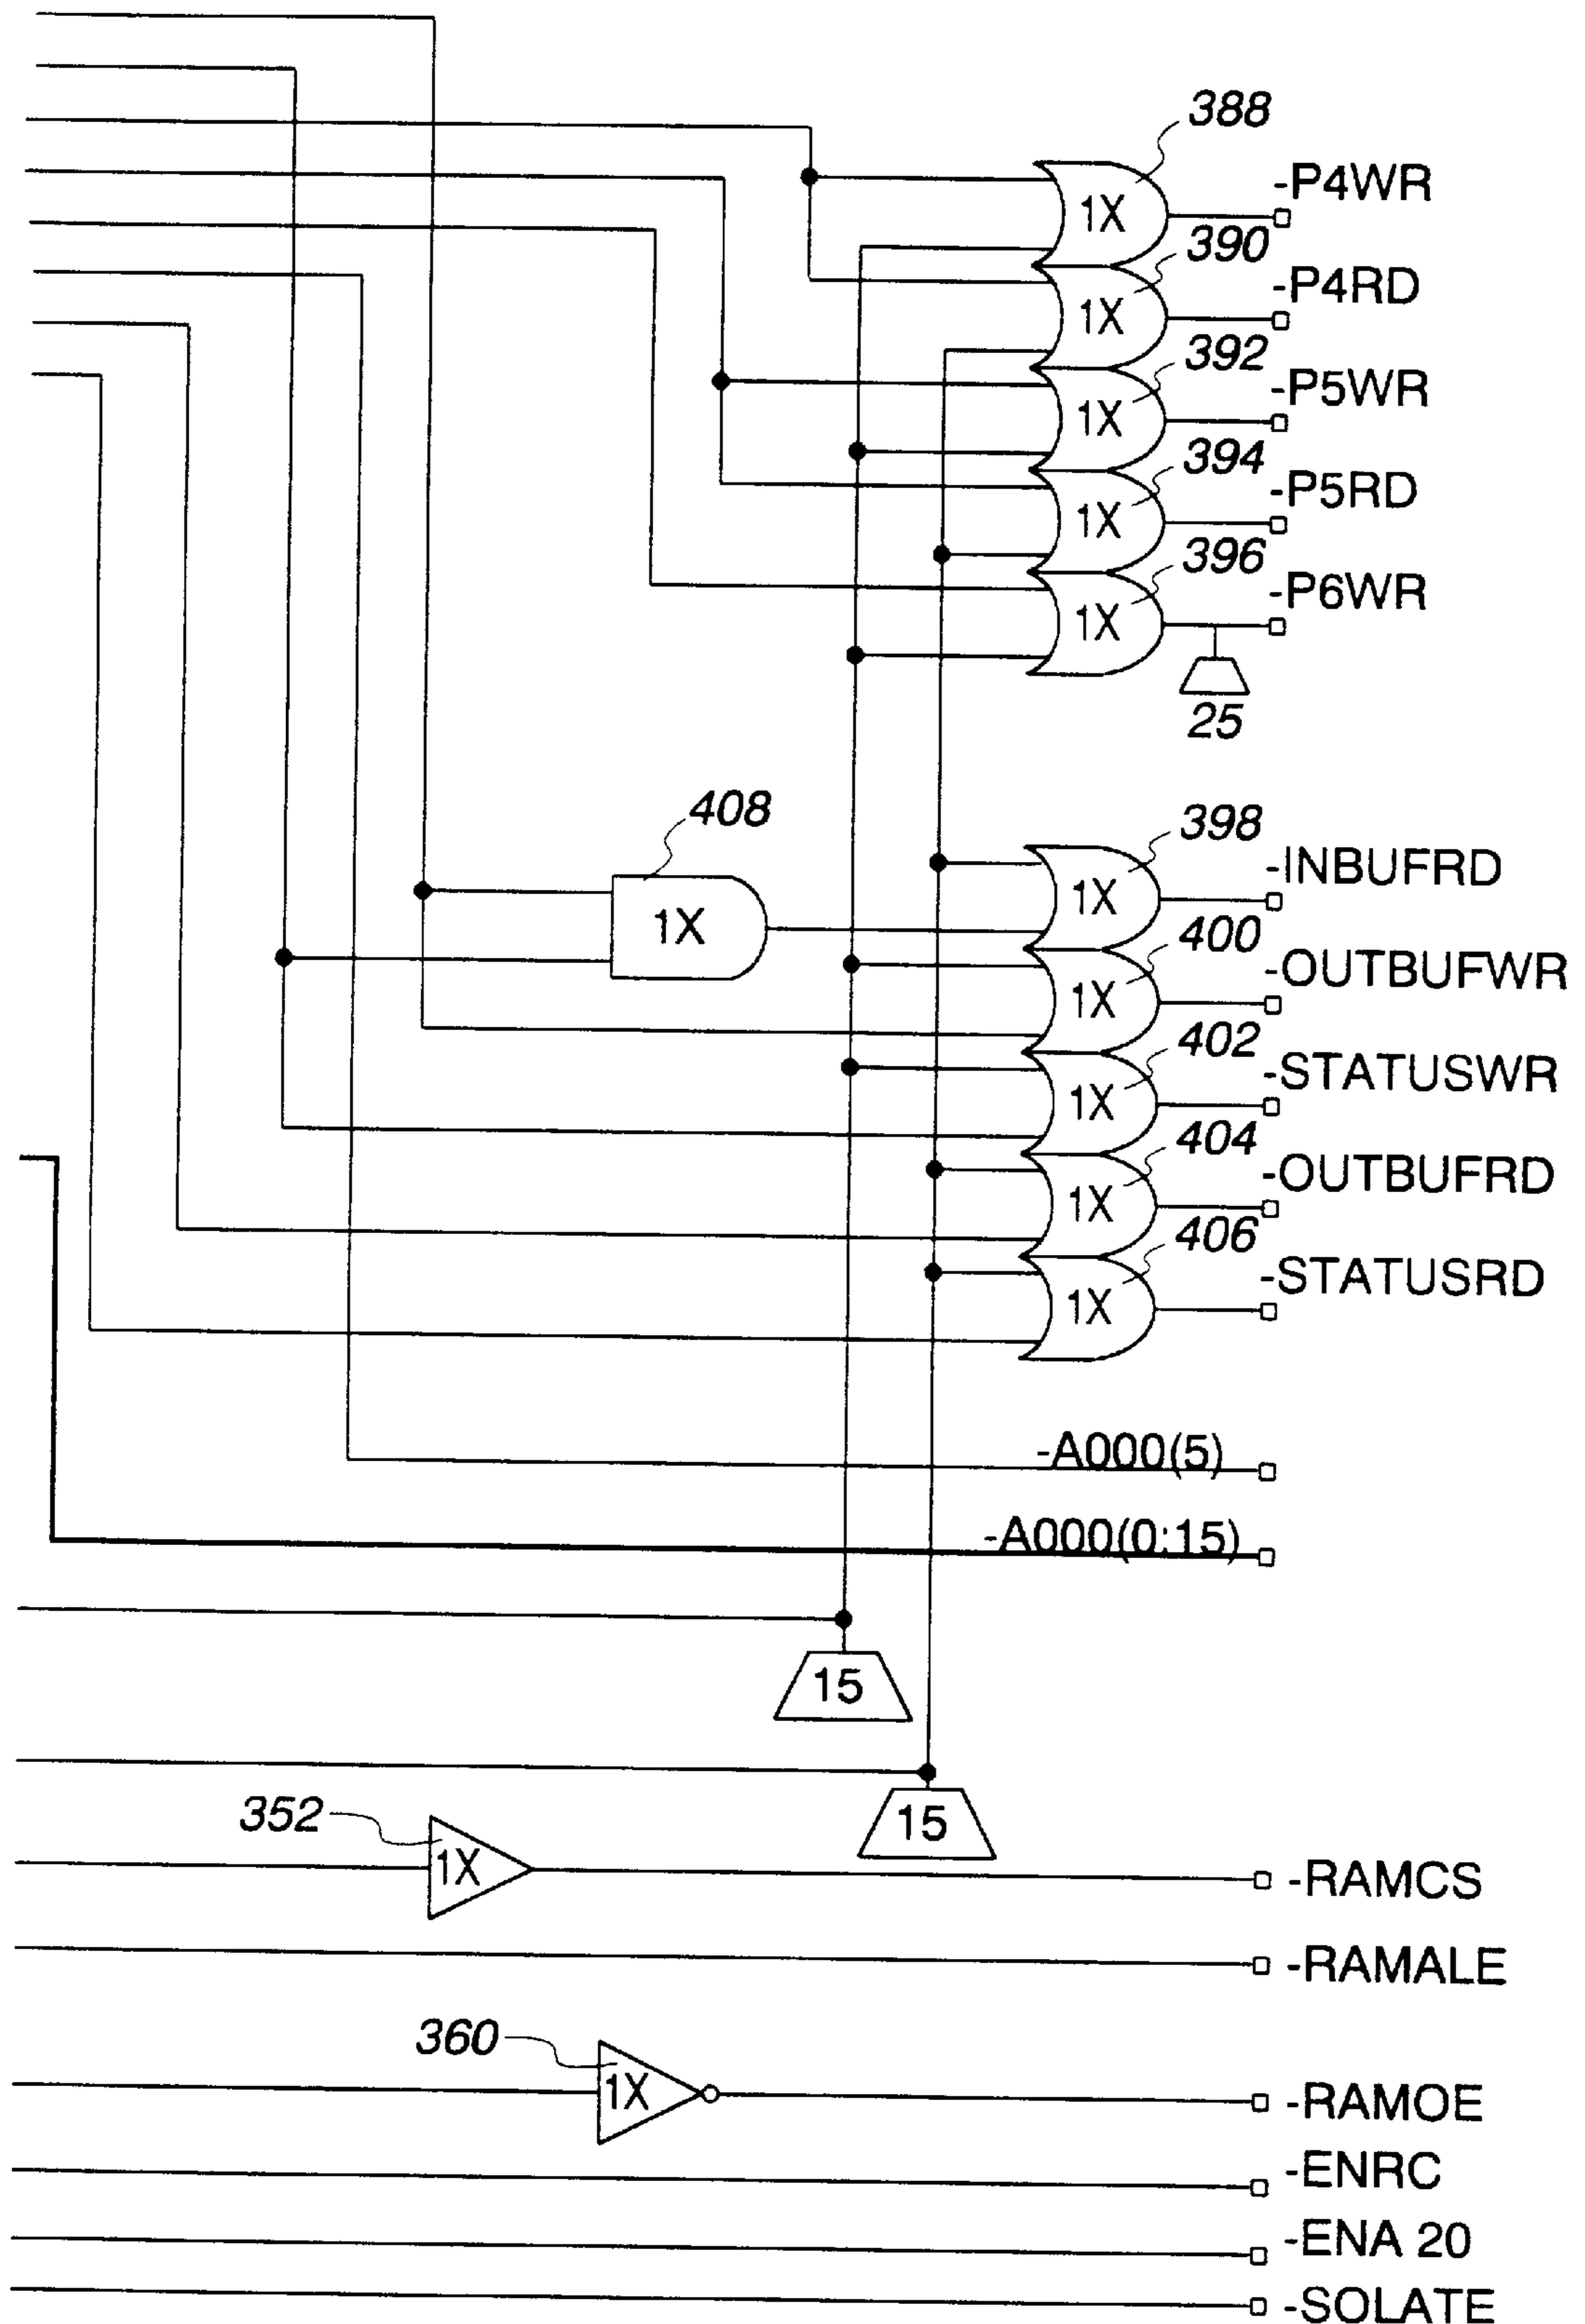 388
-P4WR
1X
390
-P4RD
1X
392
-P5WR
1X
394
-P5RD
1X
396
-P6WR
1X
25
408
1X
398
-INBUFRD
1X
400
-OUTBUFWR
1X
402
-STATUSWR
1X
404
-OUTBUFRD
1X
406
-STATUSRD
1X
-A000(5)
-A000(0:15)
15
15
352
1X
-RAMCS
-RAMALE
360
1X
-RAMOE
-ENRC
-ENA 20
-SOLATE